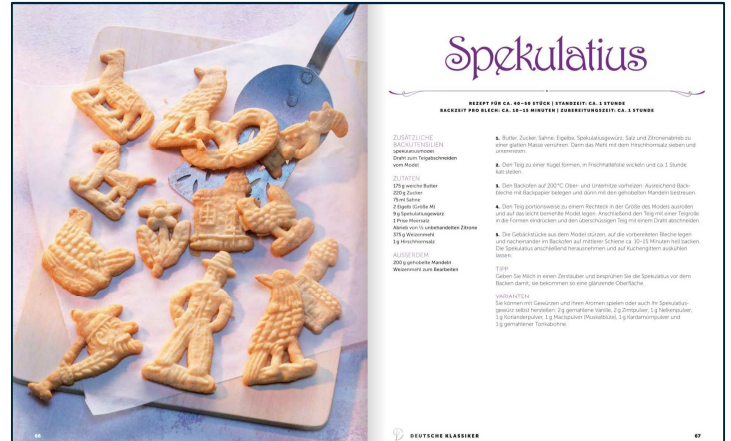 Spekulatius
REZEPT FÜR CA. 40–50 STÜCK | STANDZEIT: CA. 1 STUNDE
BACKZEIT PRO BLECH: CA. 10–15 MINUTEN | ZUBEREITUNGSZEIT: CA. 1 STUNDE
ZUSÄTZLICHE
BACKUTENSILIEN
Spekulatiusmodel
Draht zum Teigabschneiden
vom Model
ZUTATEN
175 g weiche Butter
220 g Zucker
75 ml Sahne
2 Eigelb (Größe M)
9 g Spekulatiusgewürz
1 Prise Meersalz
Abrieb von ½ unbehandelten Zitrone
375 g Weizenmehl
1 g Hirschhornsalz
AUSSERDEM
200 g gehobelte Mandeln
Weizenmehl zum Bearbeiten
1. Butter, Zucker, Sahne, Eigelbe, Spekulatiusgewürz, Salz und Zitronenabrieb zu
einer glatten Masse verrühren. Dann das Mehl mit dem Hirschhornsalz sieben und
unterkneten.
2. Den Teig zu einer Kugel formen, in Frischhaltefolie wickeln und ca. 1 Stunde
kalt stellen.
3. Den Backofen auf 200 °C Ober- und Unterhitze vorheizen. Ausreichend Back-
bleche mit Backpapier belegen und dünn mit den gehobelten Mandeln bestreuen.
4. Den Teig portionsweise zu einem Rechteck in der Größe des Models ausrollen
und auf das leicht bemehlte Model legen. Anschließend den Teig mit einer Teigrolle
in die Formen eindrücken und den überschüssigen Teig mit einem Draht abschneiden.
5. Die Gebäckstücke aus dem Model stürzen, auf die vorbereiteten Bleche legen
und nacheinander im Backofen auf mittlerer Schiene ca. 10–15 Minuten hell backen.
Die Spekulatius anschließend herausnehmen und auf Kuchengittern auskühlen
lassen.
TIPP
Geben Sie Milch in einen Zerstäuber und besprühen Sie die Spekulatius vor dem
Backen damit, sie bekommen so eine glänzende Oberfläche.
VARIANTEN
Sie können mit Gewürzen und ihren Aromen spielen oder auch Ihr Spekulatius-
gewürz selbst herstellen: 2 g gemahlene Vanille, 2 g Zimtpulver, 1 g Nelkenpulver,
1 g Korianderpulver, 1 g Macispulver (Muskatblüte), 1 g Kardamompulver und
1 g gemahlener Tonkabohne.
66
DEUTSCHE KLASSIKER
67